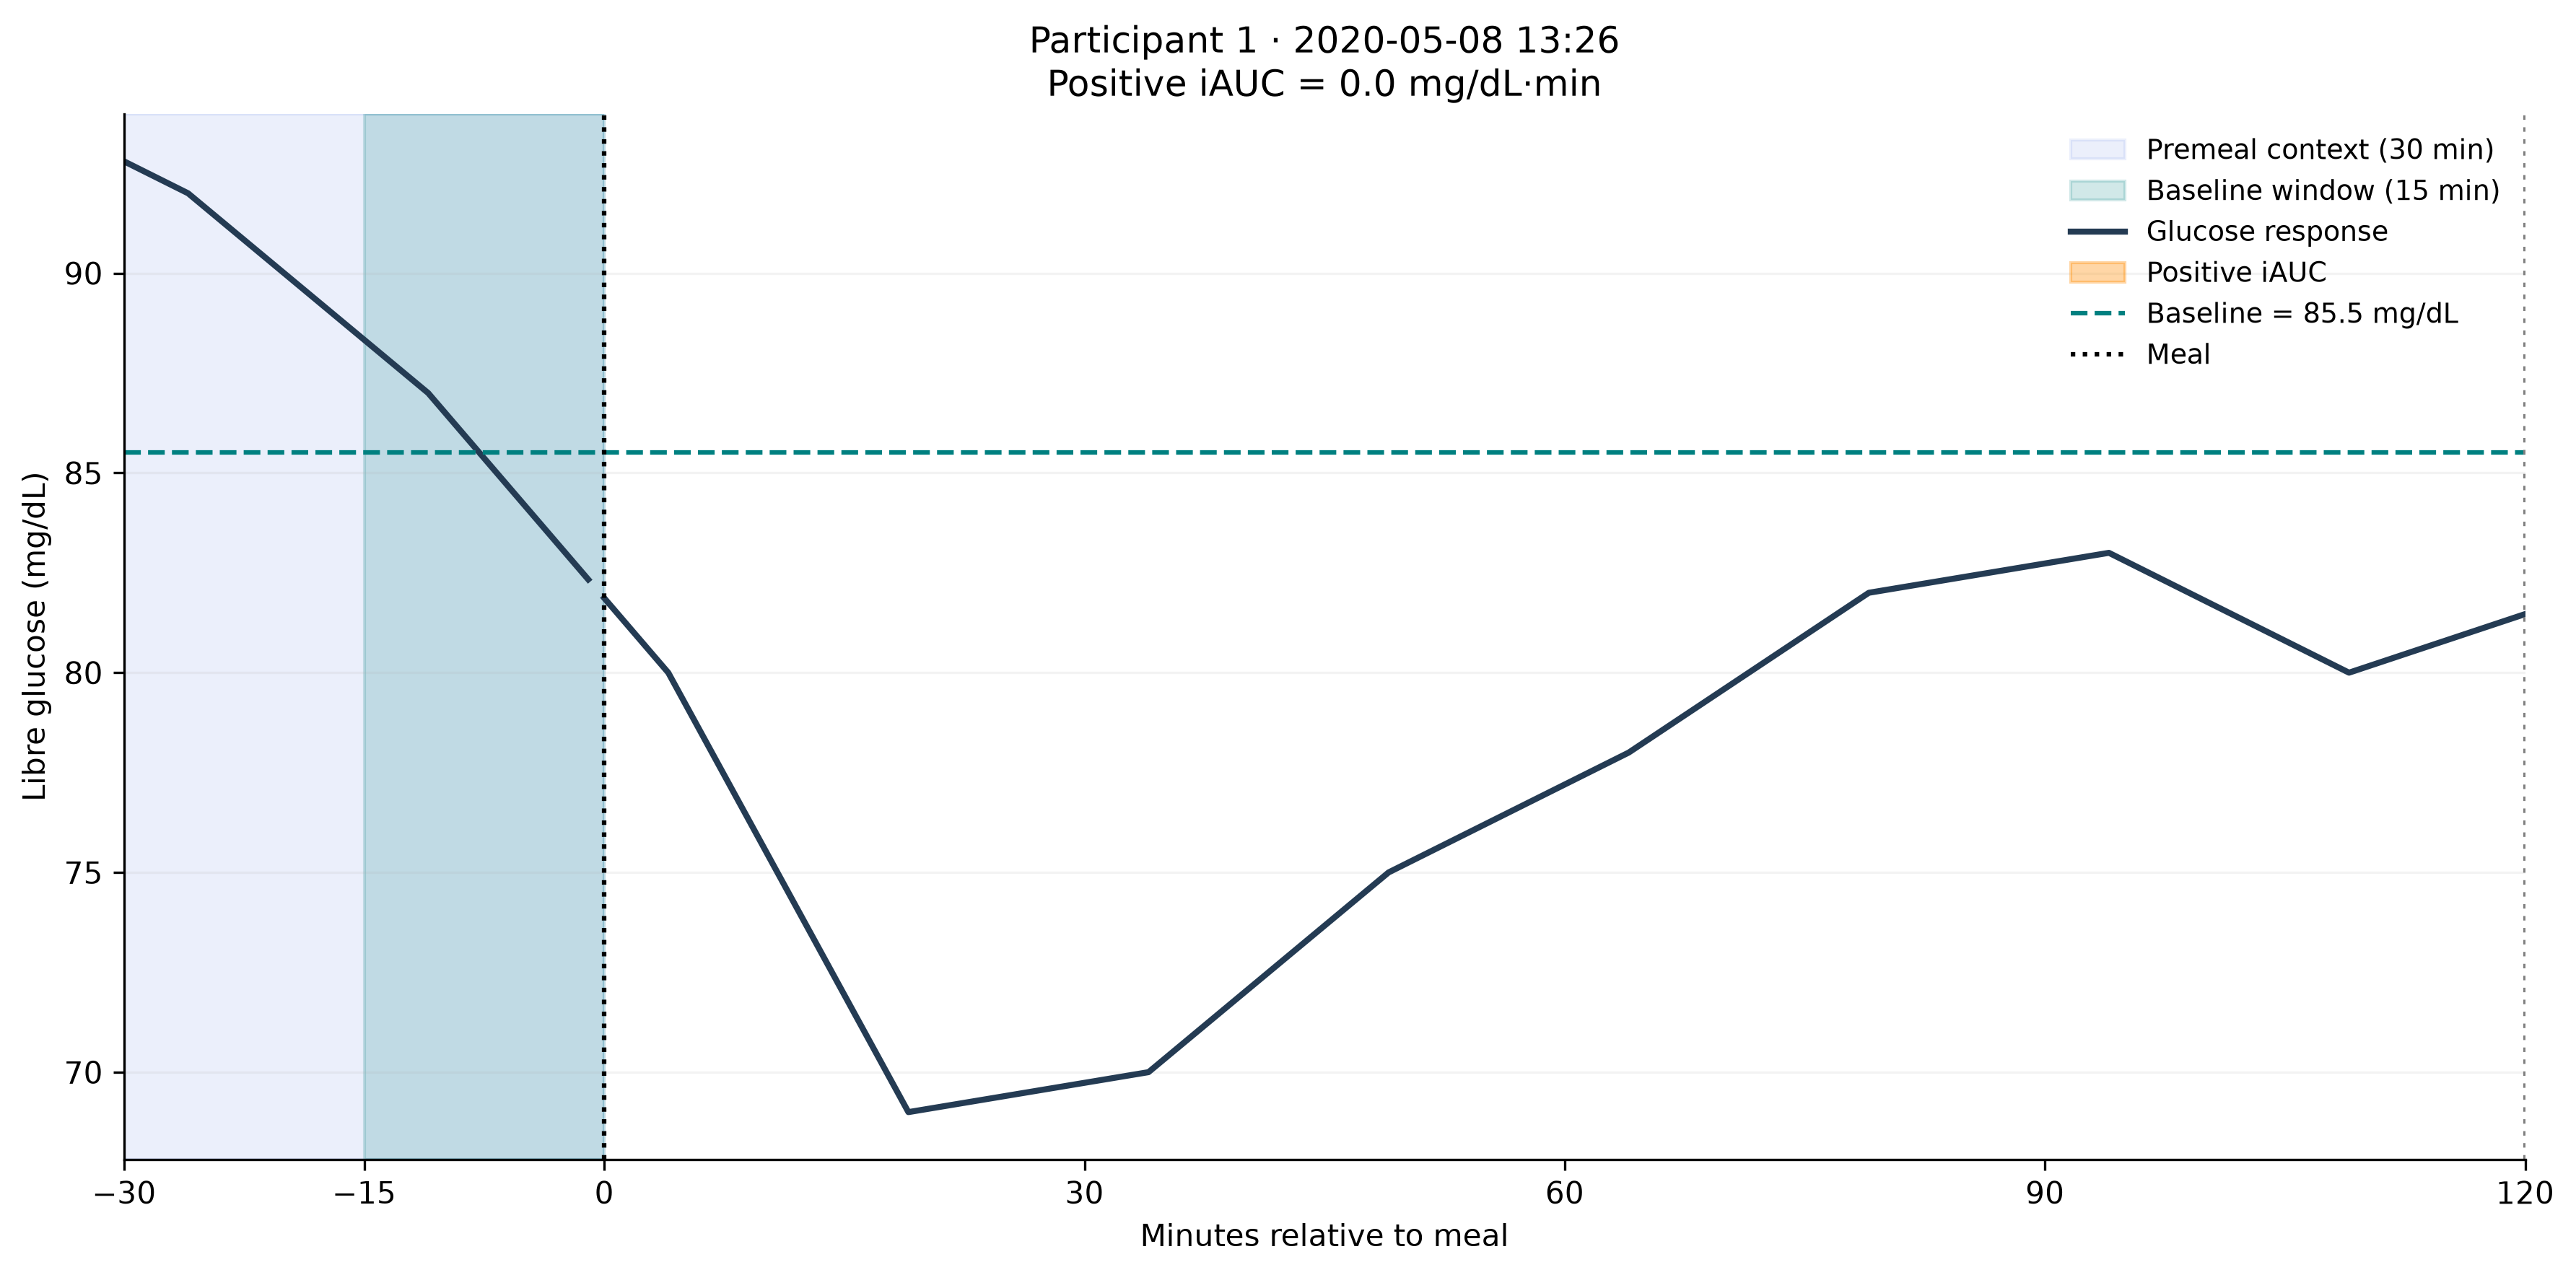 Participant 1 · 2020-05-08 13:26
Positive iAUC = 0.0 mg/dL·min
Premeal context (30 min)
Baseline window (15 min)
Glucose response
Positive iAUC
Baseline = 85.5 mg/dL
Meal
Libre glucose (mg/dL)
90
85
80
75
70
−30
−15
0
30
60
90
120
Minutes relative to meal